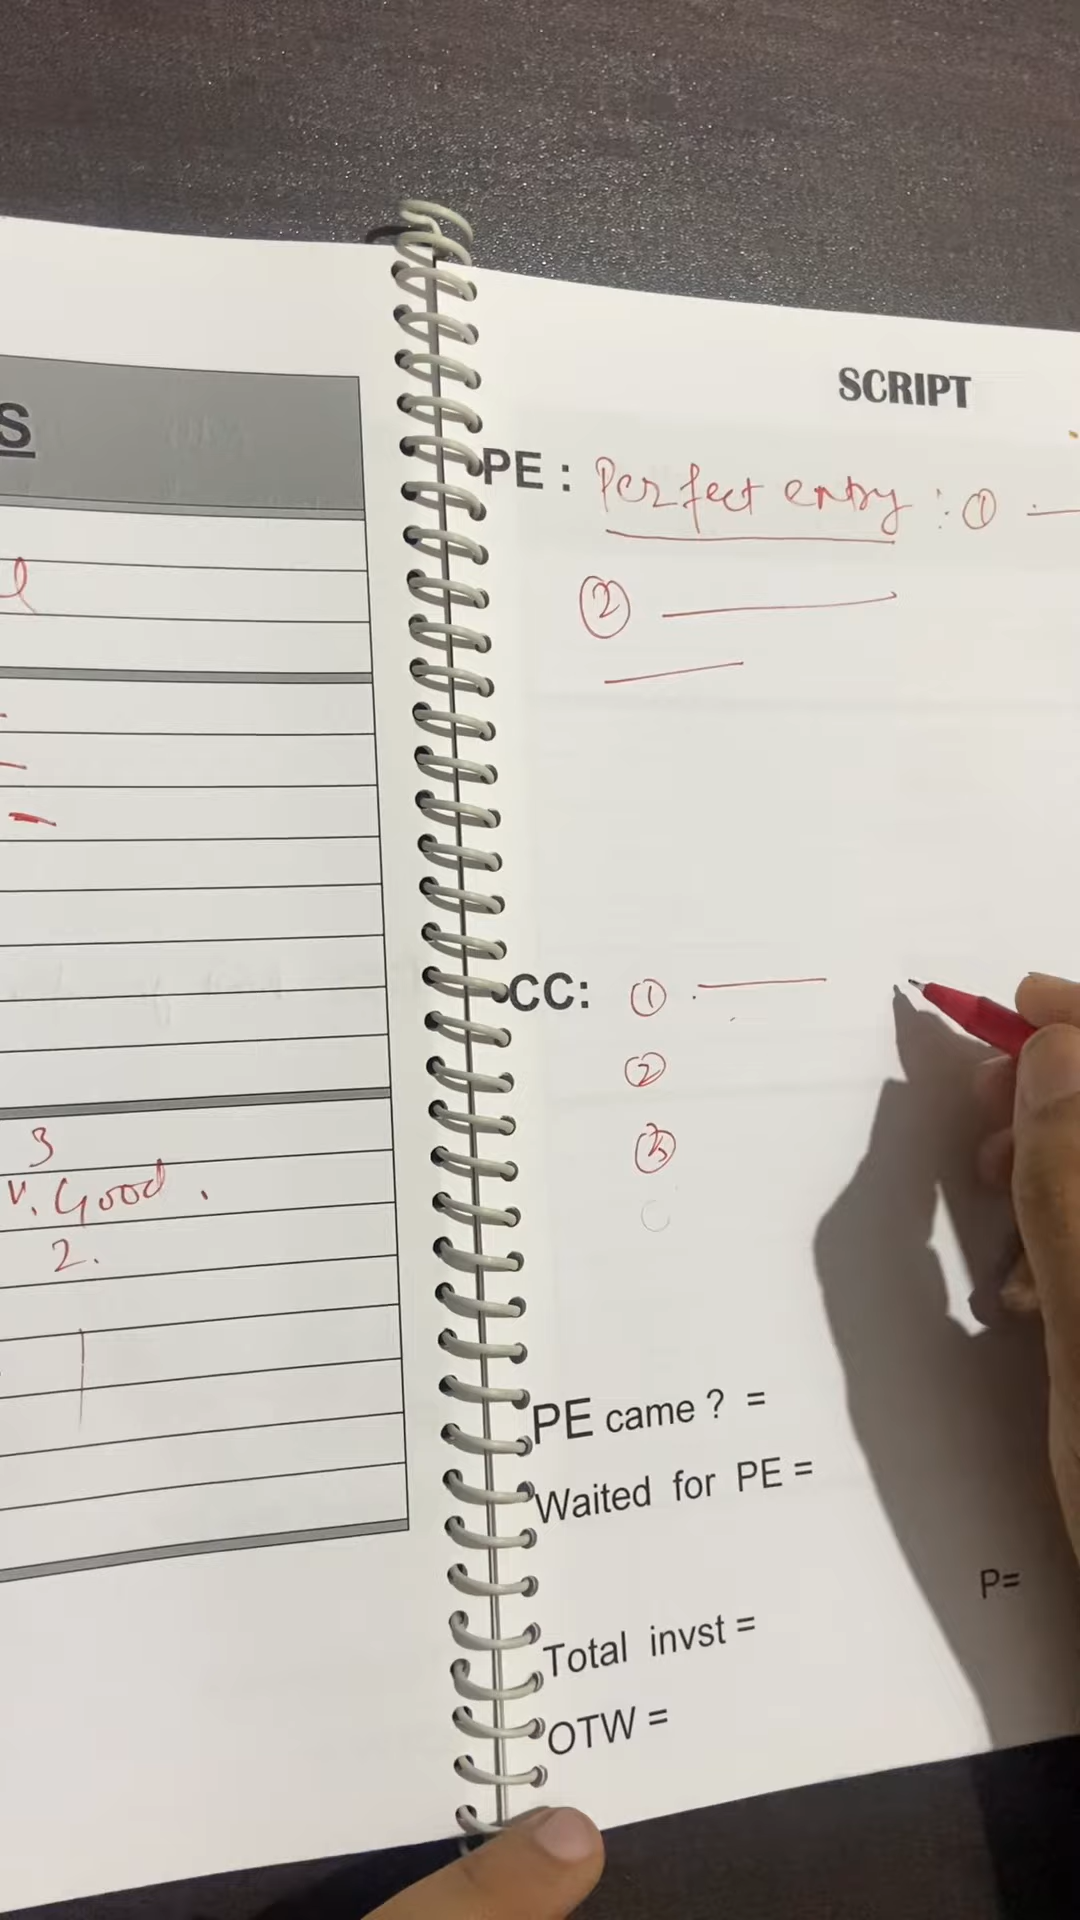 S
3
V. Good.
2.
SCRIPT
PE : Perfect entry : ①
②
CC: ①
②
③
PE came ? =
Waited for PE =
P=
Total invst =
OTW =